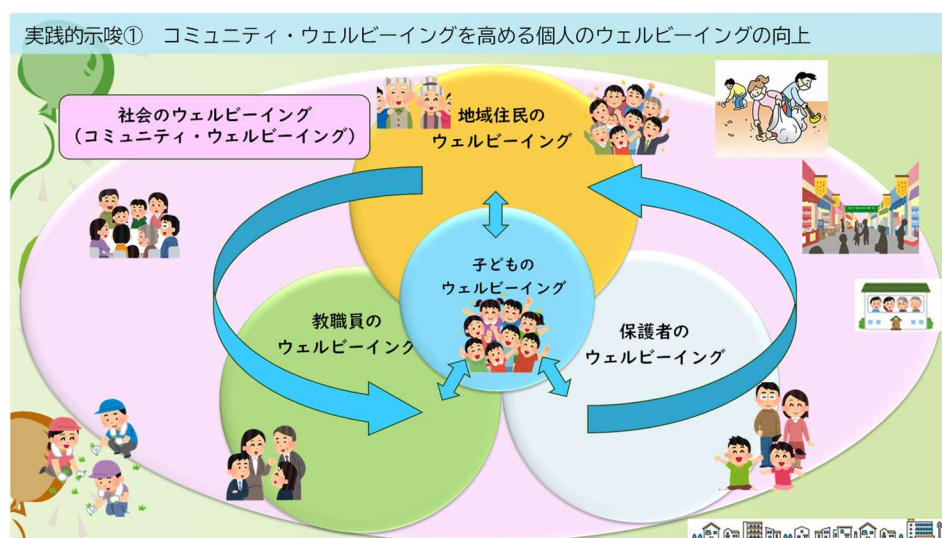 実践的示唆① コミュニティ・ウェルビーイングを高める個人のウェルビーイングの向上
社会のウェルビーイング
（コミュニティ・ウェルビーイング）
地域住民の
ウェルビーイング
子どもの
ウェルビーイング
教職員の
ウェルビーイング
保護者の
ウェルビーイング